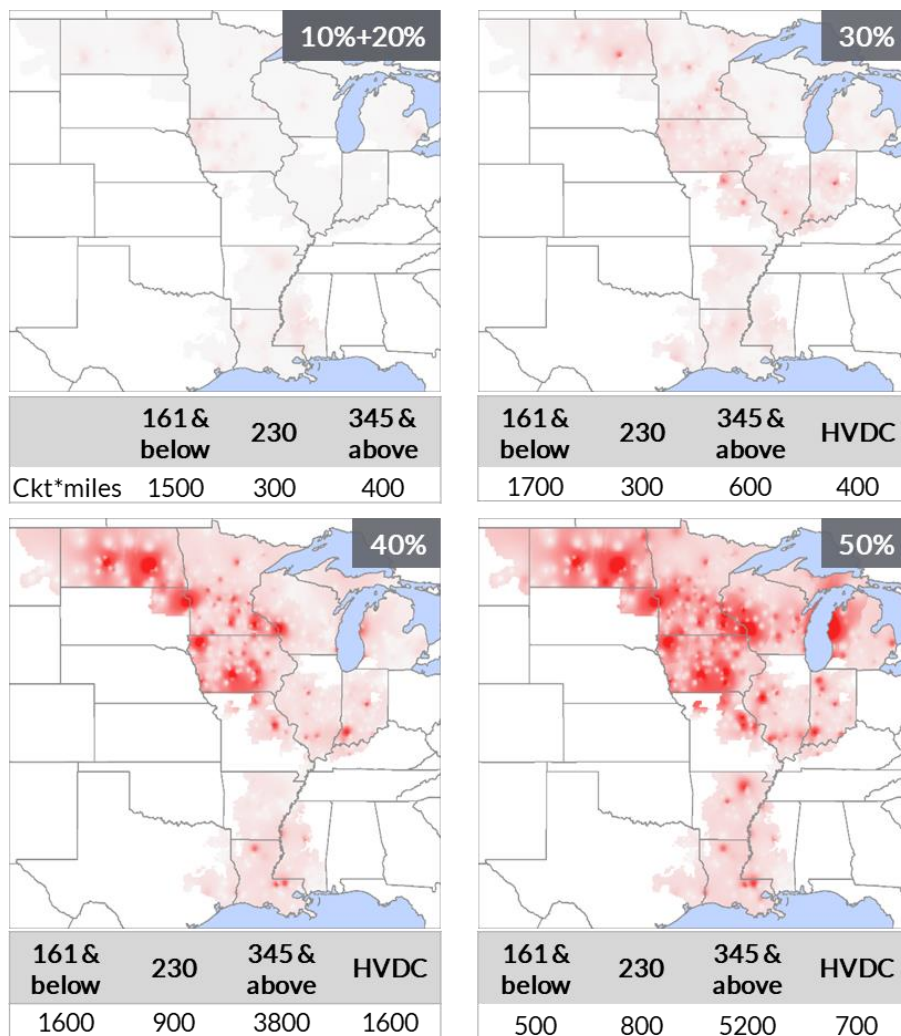 10%+20%
161 & below 230 345 & above
Ckt*miles 1500 300 400
30%
161 & below 230 345 & above HVDC
1700 300 600 400
40%
161 & below 230 345 & above HVDC
1600 900 3800 1600
50%
161 & below 230 345 & above HVDC
500 800 5200 700